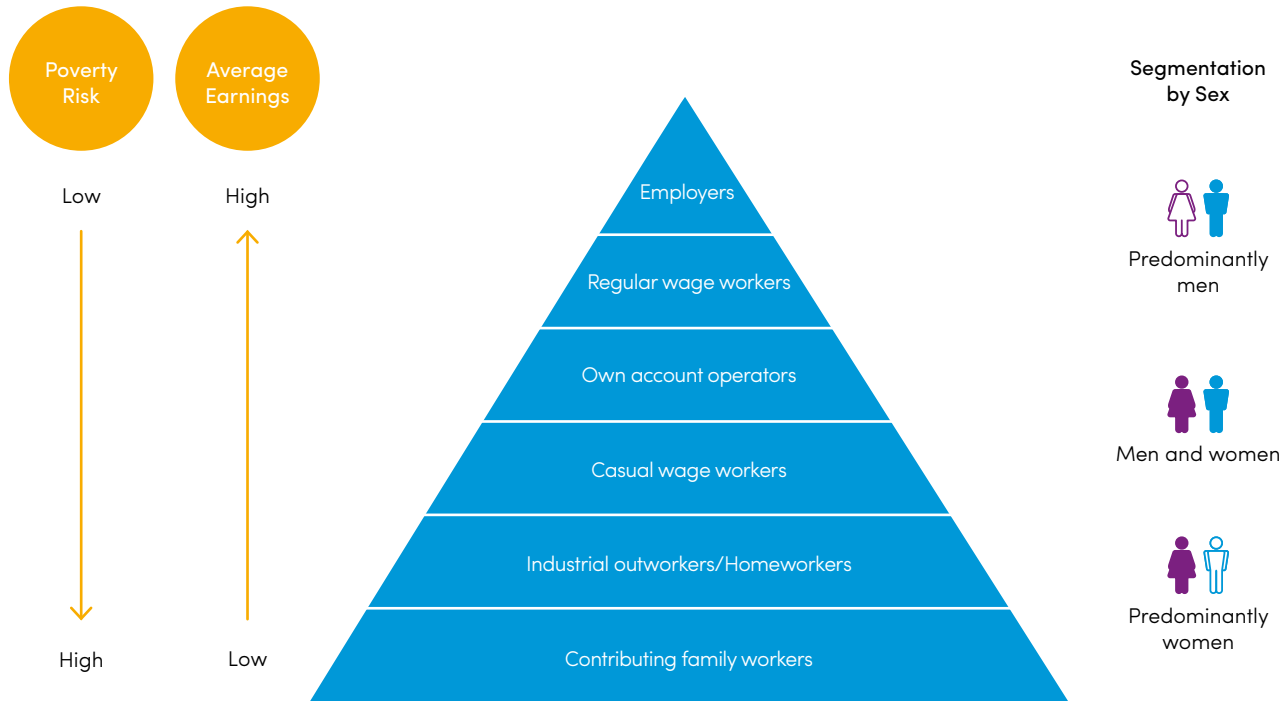 Poverty
Risk
Average
Earnings
Low
High
High
Low
Employers
Regular wage workers
Own account operators
Casual wage workers
Industrial outworkers/Homeworkers
Contributing family workers
Segmentation
by Sex
Predominantly
men
Men and women
Predominantly
women